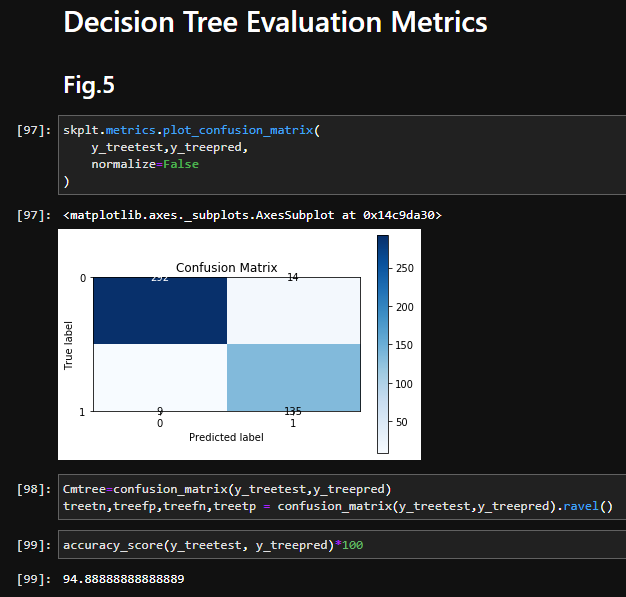 Decision Tree Evaluation Metrics
Fig.5
[97]: skplt.metrics.plot_confusion_matrix(
y_treetest,y_treepred,
normalize=False
)
[97]: <matplotlib.axes._subplots.AxesSubplot at 0x14c9da30>
Confusion Matrix
0 292 14
250
200
150
100
50
True label
1 9 135
0 1
Predicted label
[98]: Cmtree=confusion_matrix(y_treetest,y_treepred)
treetn,treefp,treefn,treetp = confusion_matrix(y_treetest,y_treepred).ravel()
[99]: accuracy_score(y_treetest, y_treepred)*100
[99]: 94.88888888888889